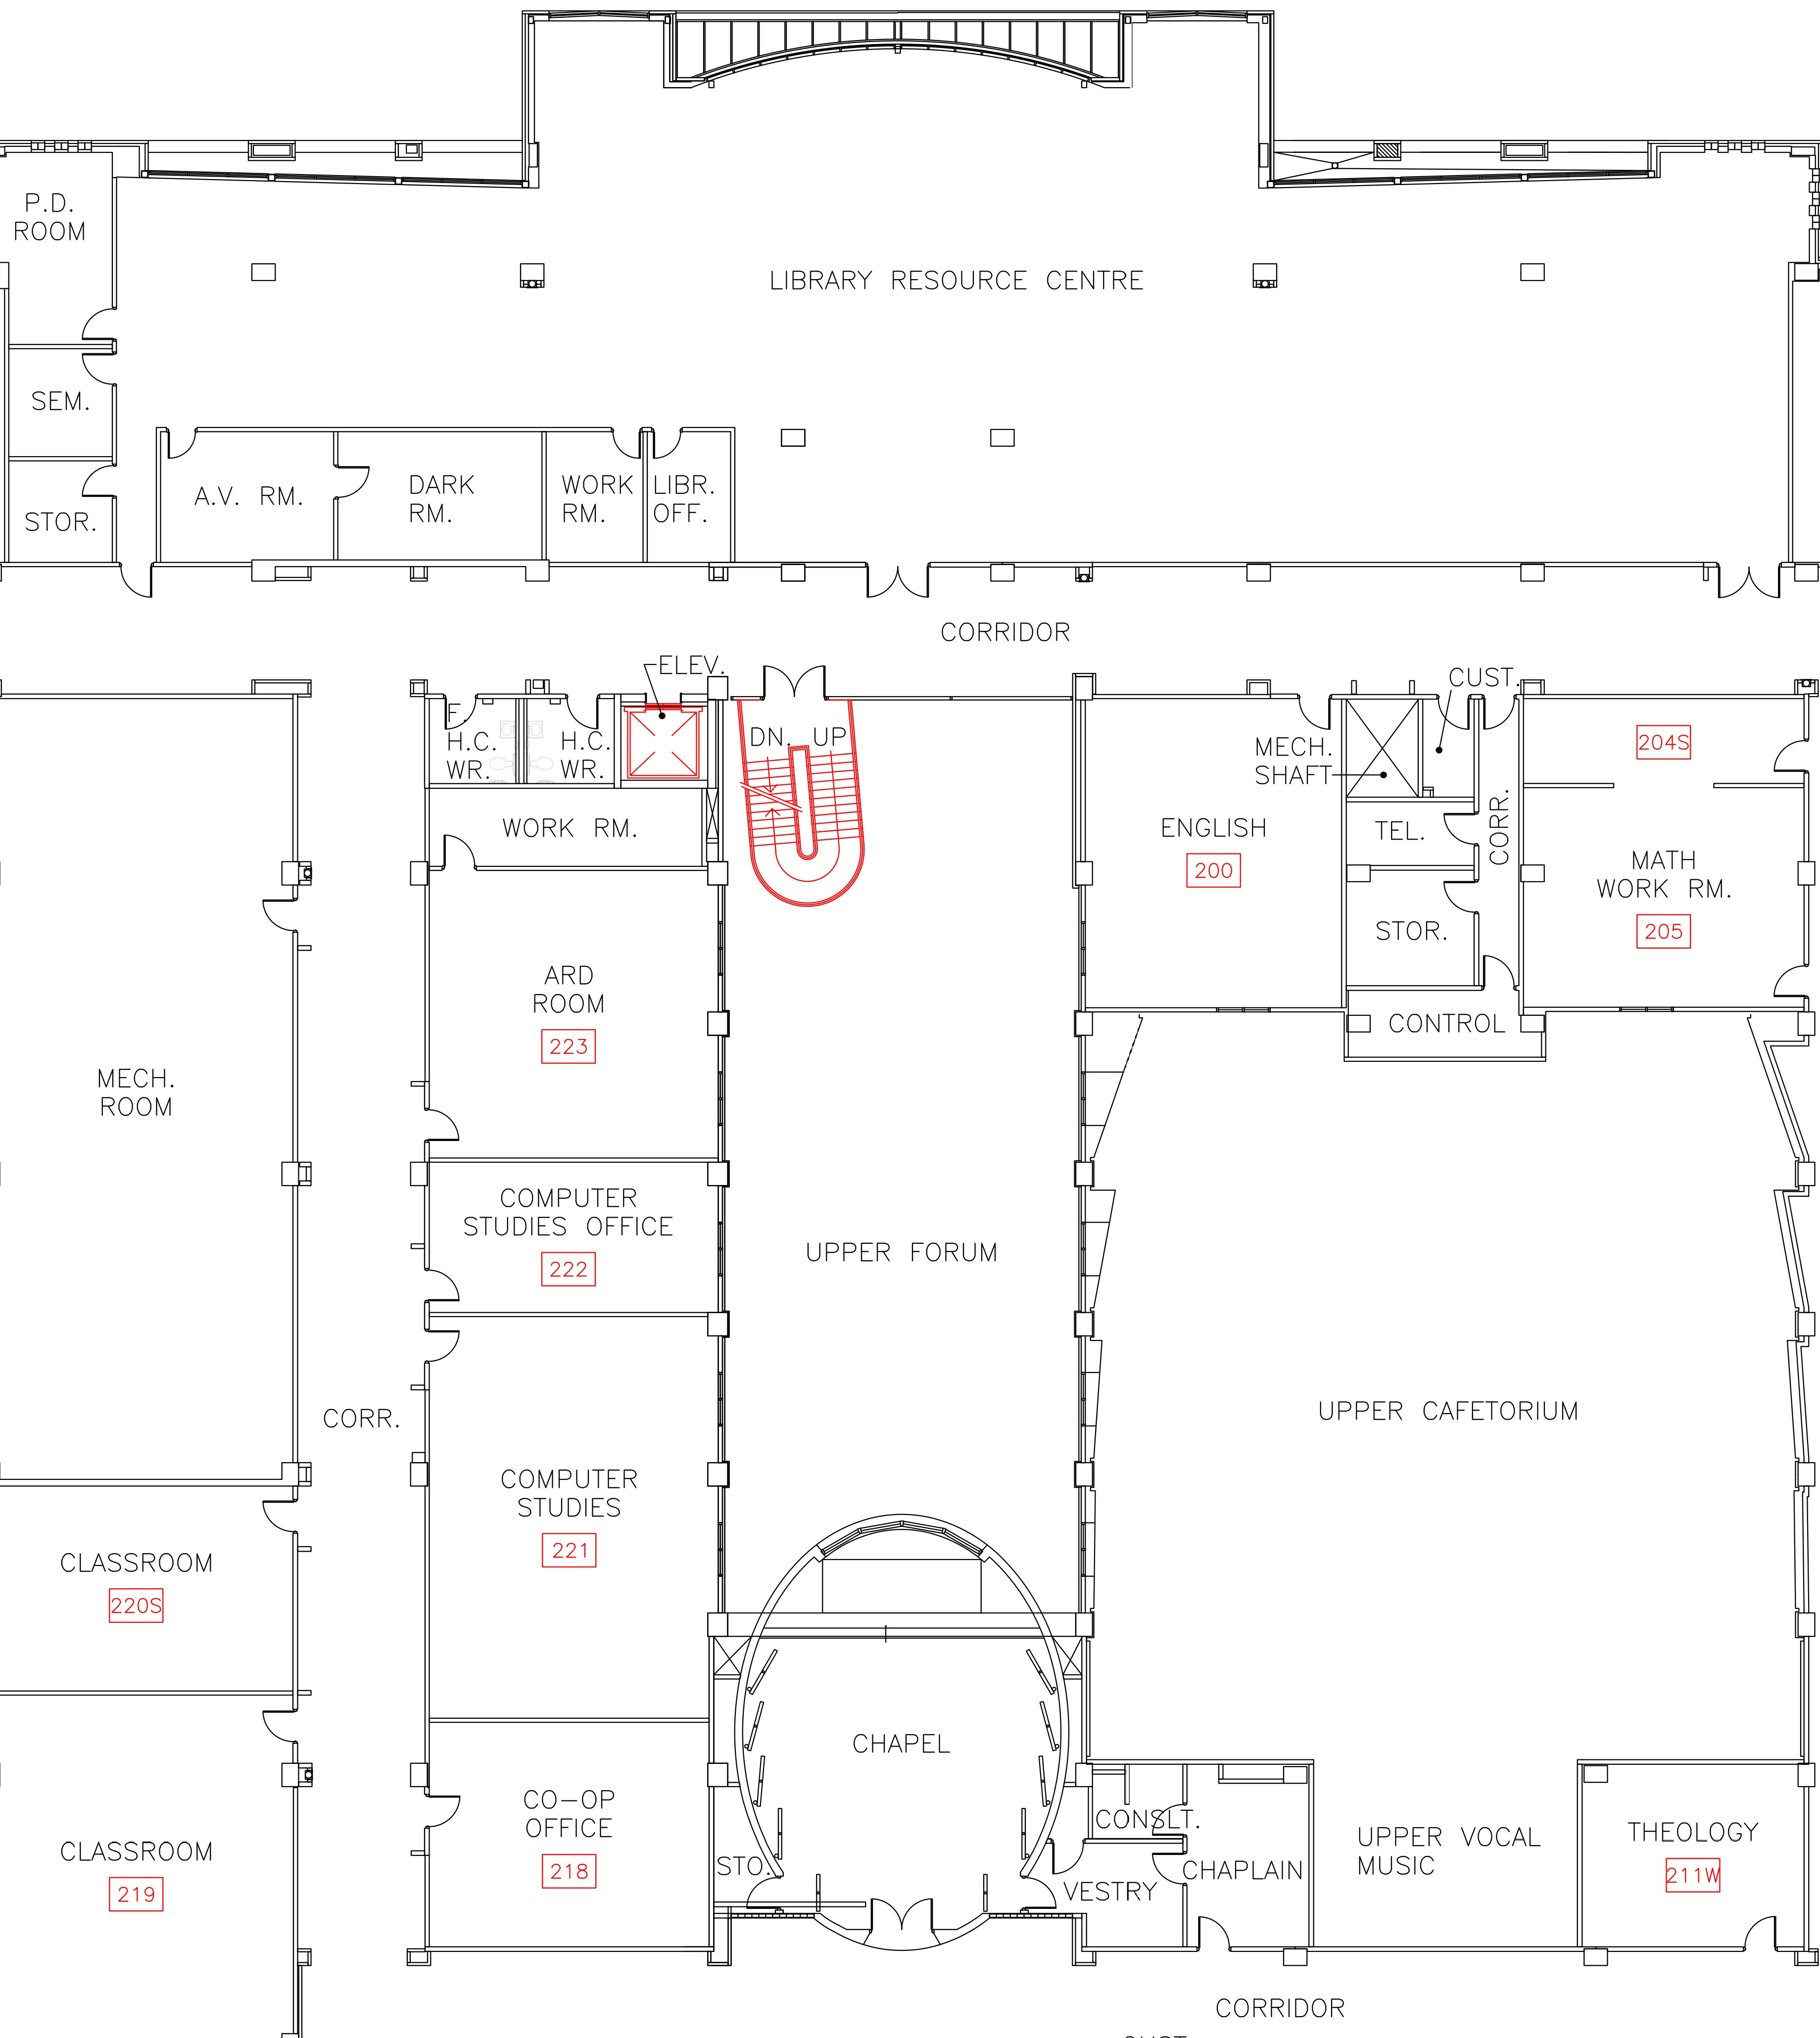 P.D.
ROOM
LIBRARY RESOURCE CENTRE
SEM.
STOR.
A.V. RM.
DARK
RM.
WORK
RM.
LIBR.
OFF.
CORRIDOR
ELEV.
CUST.
F.
H.C.
WR.
H.C.
WR.
DN. UP
MECH.
SHAFT
204S
WORK RM.
ENGLISH
200
TEL.
CORR.
MATH
WORK RM.
205
STOR.
ARD
ROOM
223
CONTROL
MECH.
ROOM
COMPUTER
STUDIES OFFICE
222
UPPER FORUM
UPPER CAFETORIUM
CORR.
COMPUTER
STUDIES
221
CLASSROOM
220S
CHAPEL
CO-OP
OFFICE
218
CONSLT.
UPPER VOCAL
MUSIC
THEOLOGY
211W
CLASSROOM
219
STO.
VESTRY
CHAPLAIN
CORRIDOR